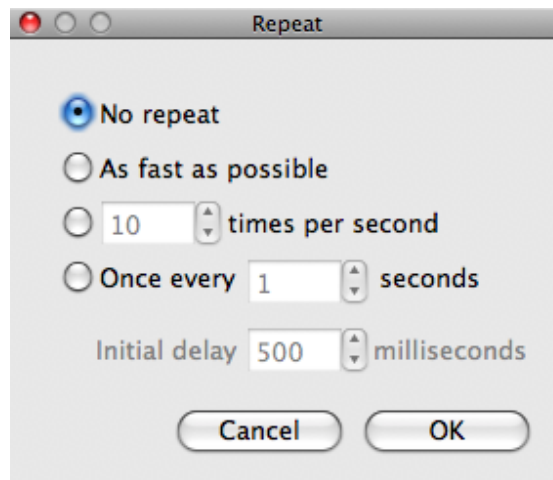 Repeat
No repeat
As fast as possible
10 times per second
Once every 1 seconds
Initial delay 500 milliseconds
Cancel OK